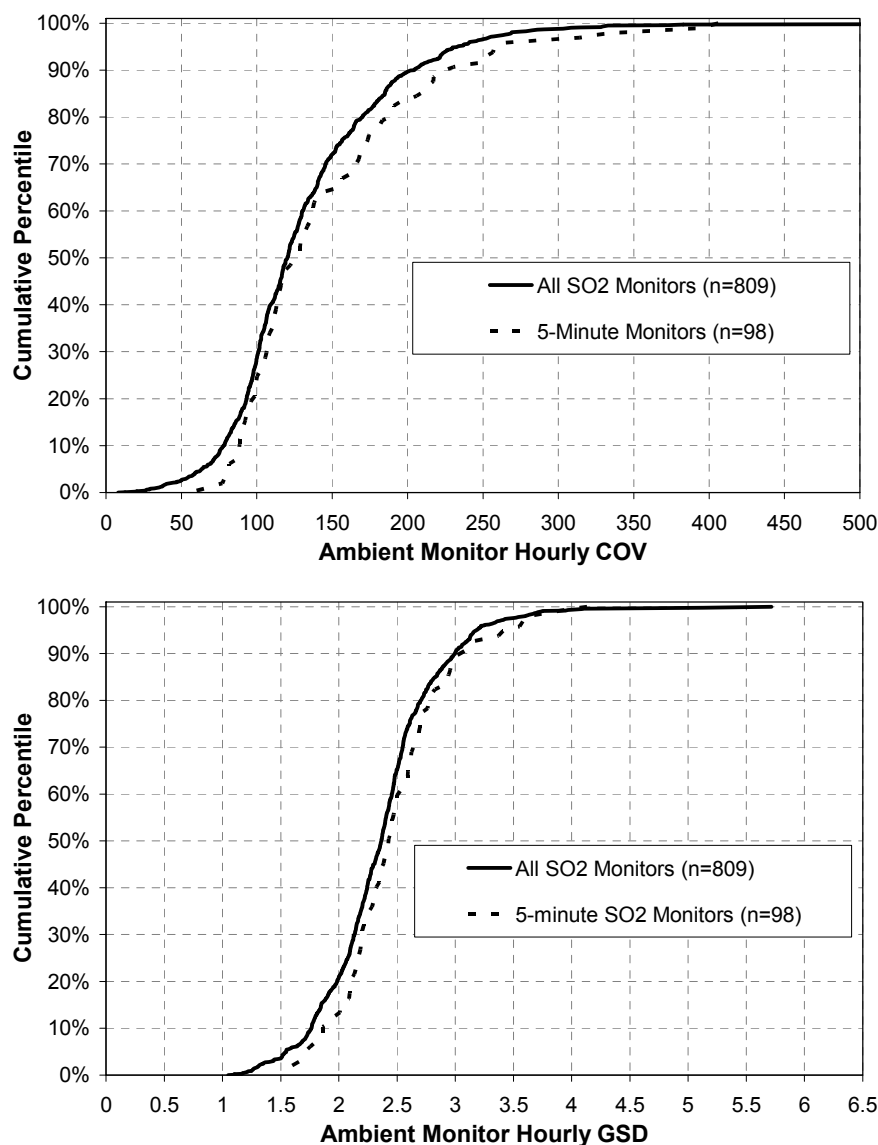 100%
90%
80%
70%
60%
50%
40%
30%
20%
10%
0%
Cumulative Percentile
All SO2 Monitors (n=809)
5-Minute Monitors (n=98)
0 50 100 150 200 250 300 350 400 450 500
Ambient Monitor Hourly COV
100%
90%
80%
70%
60%
50%
40%
30%
20%
10%
0%
Cumulative Percentile
All SO2 Monitors (n=809)
5-minute SO2 Monitors (n=98)
0 0.5 1 1.5 2 2.5 3 3.5 4 4.5 5 5.5 6 6.5
Ambient Monitor Hourly GSD